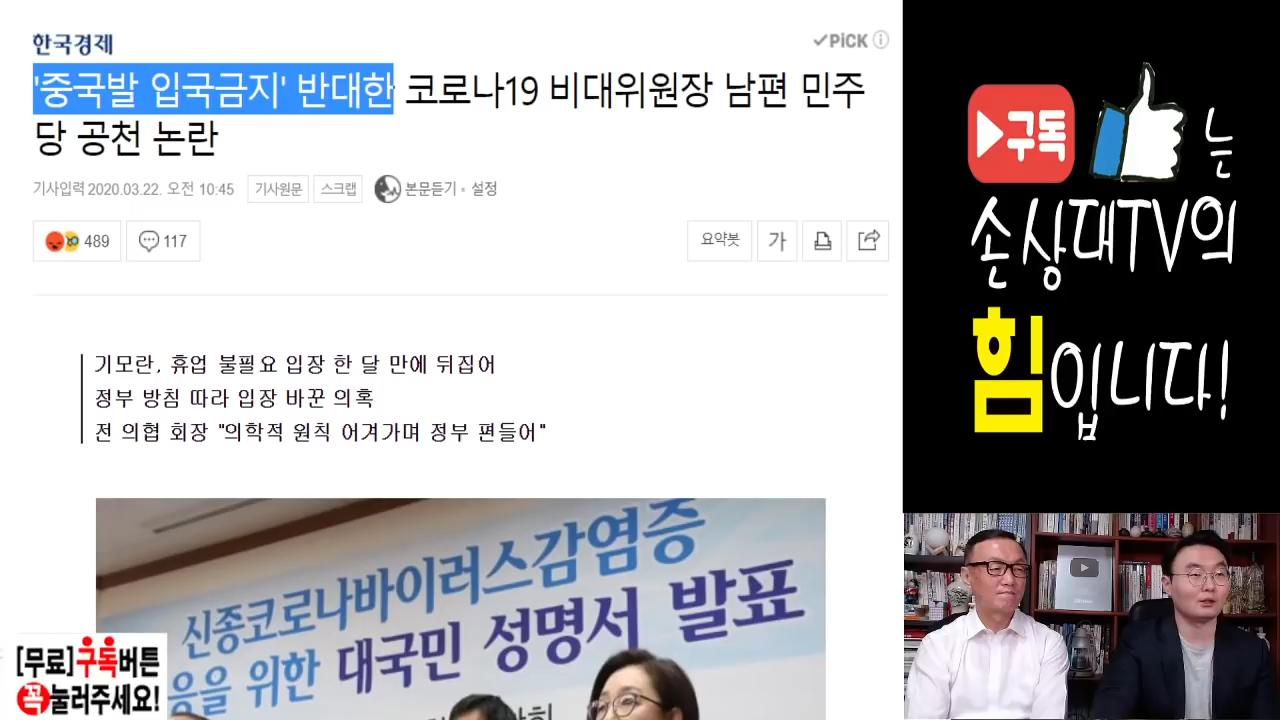 한국경제
✓PiCK ⓘ
'중국발 입국금지' 반대한 코로나19 비대위원장 남편 민주
당 공천 논란
기사입력 2020.03.22. 오전 10:45 기사원문 스크랩 본문듣기 · 설정
489 117
요약봇 가
기모란, 휴업 불필요 입장 한 달 만에 뒤집어
정부 방침 따라 입장 바꾼 의혹
전 의협 회장 "의학적 원칙 어겨가며 정부 편들어"
신종코로나바이러스감염증
응을 위한 대국민 성명서 발표
[무료]구독버튼
꼭눌러주세요!
구독 는
손상대TV의
힘입니다!